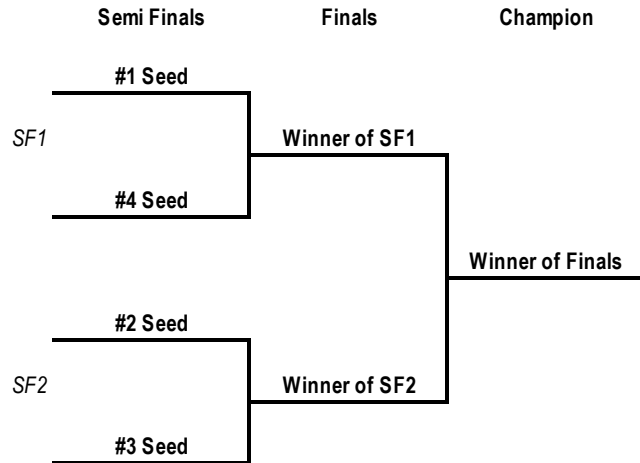 Semi Finals Finals Champion
#1 Seed
SF1
Winner of SF1
#4 Seed
Winner of Finals
#2 Seed
SF2
Winner of SF2
#3 Seed